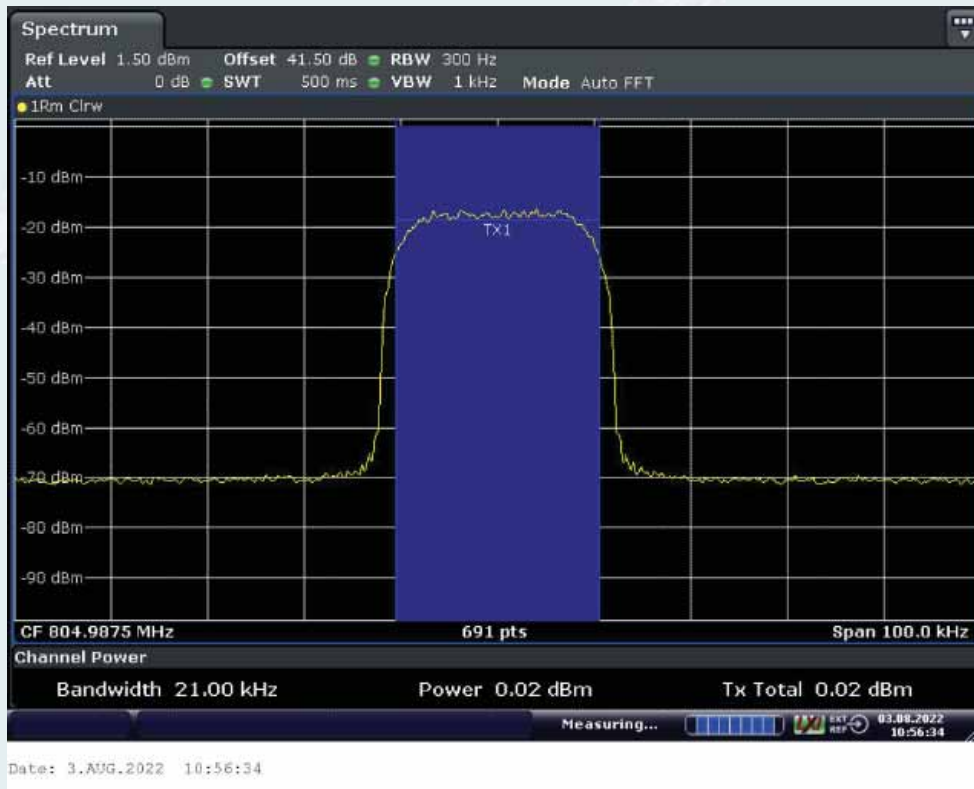 Spectrum
Ref Level 1.50 dBm Offset 41.50 dB RBW 300 Hz
Att 0 dB SWT 500 ms VBW 1 kHz Mode Auto FFT
1Rm Clrw
-10 dBm
-20 dBm
TX1
-30 dBm
-40 dBm
-50 dBm
-60 dBm
-70 dBm
-80 dBm
-90 dBm
CF 804.9875 MHz 691 pts Span 100.0 kHz
Channel Power
Bandwidth 21.00 kHz Power 0.02 dBm Tx Total 0.02 dBm
Measuring... EXT REF 03.08.2022
10:56:34
Date: 3.AUG.2022 10:56:34